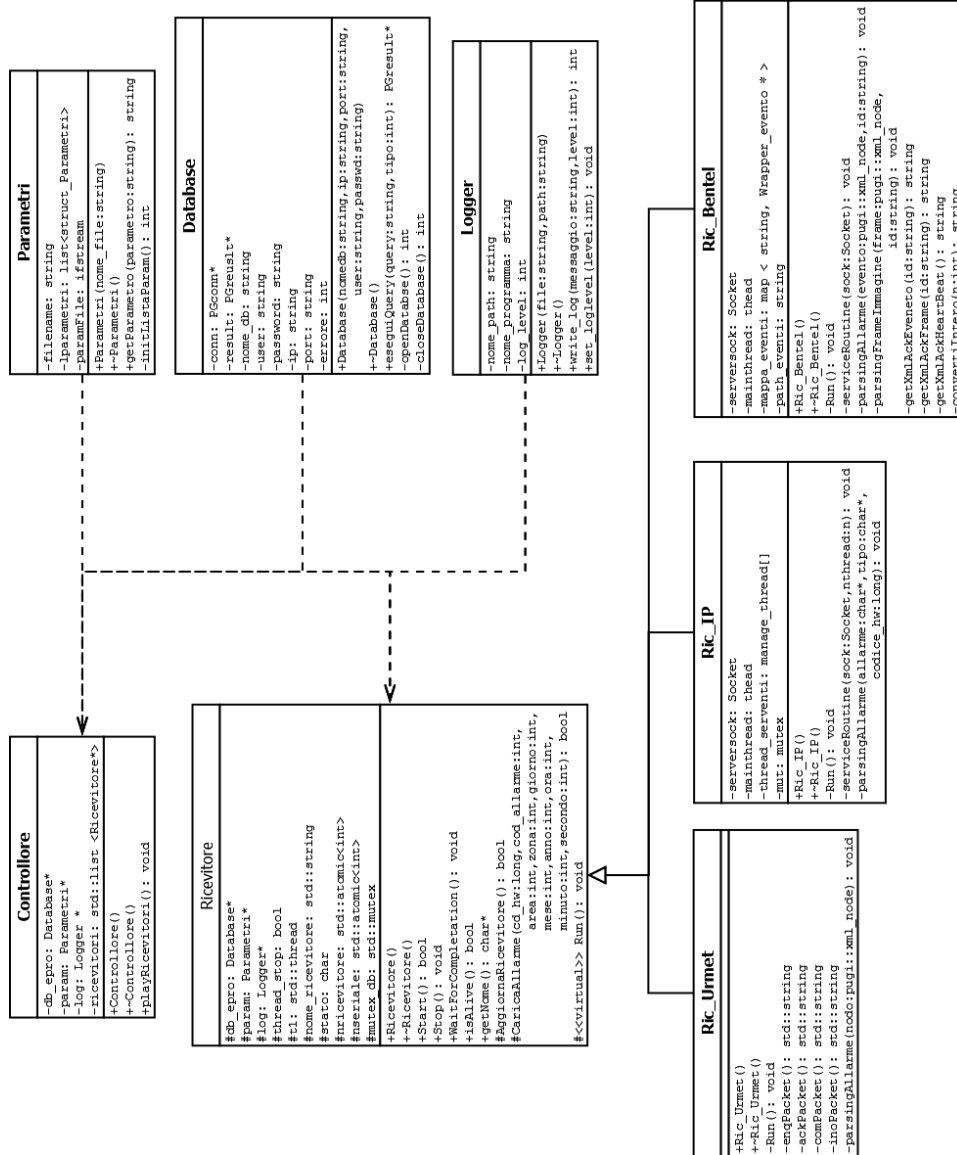 Controllore
-db_epro: Database*
-param: Parametri*
-log: Logger *
-ricevitori: std::list <Ricevitore*>
+Controllore()
+~Controllore()
+playRicevitori(): void
Parametri
-filename: string
-lparametri: list<struct_Parametri>
-paramFile: ifstream
+Parametri(nome_file:string)
+~Parametri()
+getParametro(parametro:string): string
-initListaParam(): int
Database
-conn: PGconn*
-result: PGreuslt*
-nome_db: string
-user: string
-password: string
-ip: string
-port: string
-errore: int
+Database(nomedb:string,ip:string,port:string,
user:string,passwd:string)
+~Database()
+eseguiQuery(query:string,tipo:int): PGresult*
-openDatabse(): int
-closeDatabase(): int
Ricevitore
#db_epro: Database*
#param: Parametri*
#log: Logger*
#thread_stop: bool
#t1: std::thread
#nome_ricevitore: std::string
#stato: char
#nricevitore: std::atomic<int>
#nseriale: std::atomic<int>
#mutex_db: std::mutex
+Ricevitore()
+~Ricevitore()
+Start(): bool
+Stop(): void
+WaitForCompletation(): void
+isAlive(): bool
+getNome(): char*
#AggiornaRicevitore(): bool
#CaricaAllarme(cd_hw:long,cod_allarme:int,
area:int,zona:int,giorno:int,
mese:int,anno:int,ora:int,
minuto:int,secondo:int): bool
#<<virtual>> Run(): void
Logger
-nome_path: string
-nome_programma: string
-log_level: int
+Logger(file:string,path:string)
+~Logger()
+write_log(messaggio:string,level:int): int
+set_loglevel(level:int): void
Ric_Urmet
+Ric_Urmet()
+~Ric_Urmet()
-Run(): void
-enqPacket(): std::string
-ackPacket(): std::string
-comPacket(): std::string
-inoPacket(): std::string
-parsingAllarme(nodo:pugi::xml_node): void
Ric_IP
-serversock: Socket
-mainthread: thead
-thread_serventi: manage_thread[]
-mut: mutex
+Ric_IP()
+~Ric_IP()
-Run(): void
-serviceRoutine(sock:Socket,nthread:n): void
-parsingAllarme(allarme:char*,tipo:char*,
codice_hw:long): void
Ric_Bentel
-serversock: Socket
-mainthread: thead
-mappa_eventi: map < string, Wrapper_evento * >
-path_eventi: string
+Ric_Bentel()
+~Ric_Bentel()
-Run(): void
-serviceRoutine(sock:Socket): void
-parsingAllarme(evento:pugi::xml_node,id:string): void
-parsingFrameImmagine(frame:pugi::xml_node,
id:string): void
-getXmlAckEveneto(id:string): string
-getXmlAckFrame(id:string): string
-getXmlAckHeartBeat(): string
-convertiIntero(n:int): string